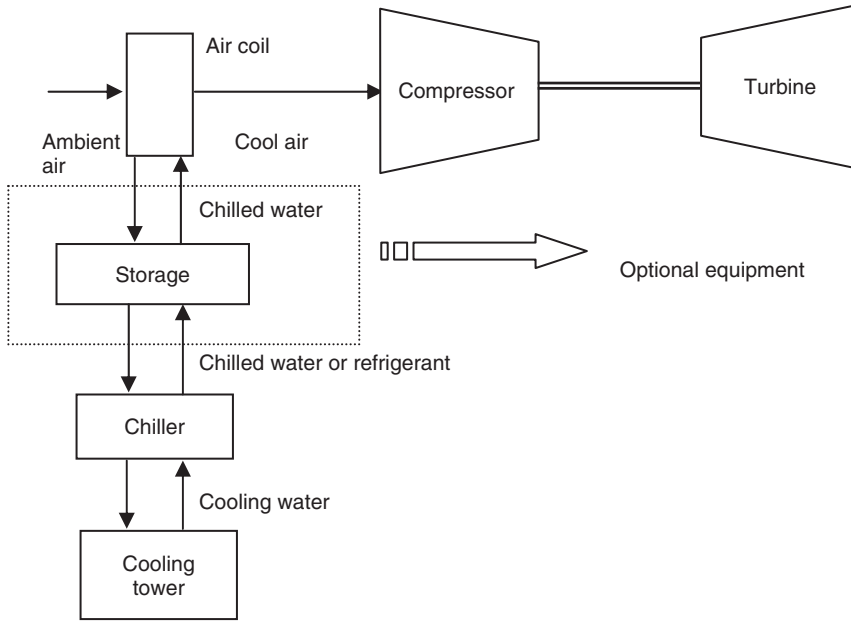 Air coil
Compressor
Turbine
Ambient
air
Cool air
Chilled water
Storage
Optional equipment
Chilled water or refrigerant
Chiller
Cooling water
Cooling
tower